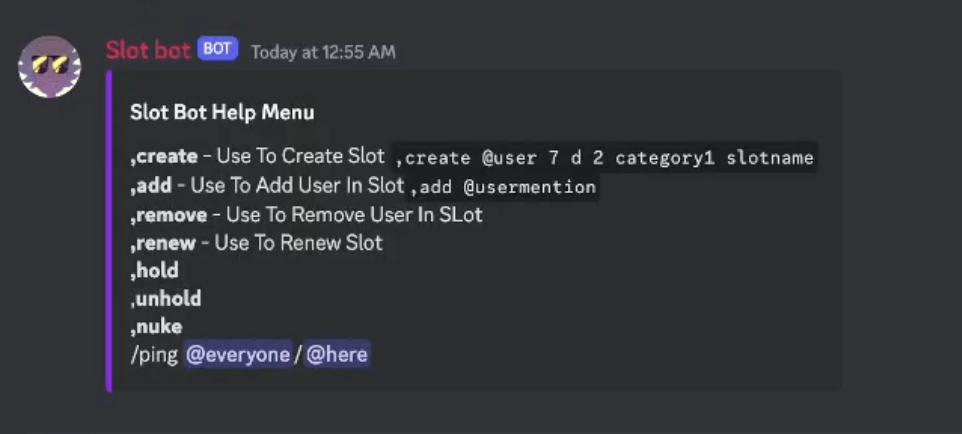 Slot bot BOT Today at 12:55 AM
Slot Bot Help Menu
,create - Use To Create Slot ,create @user 7 d 2 category1 slotname
,add - Use To Add User In Slot ,add @usermention
,remove - Use To Remove User In SLot
,renew - Use To Renew Slot
,hold
,unhold
,nuke
/ping @everyone/@here